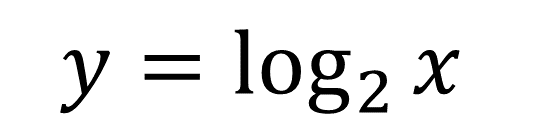 y = log₂ x